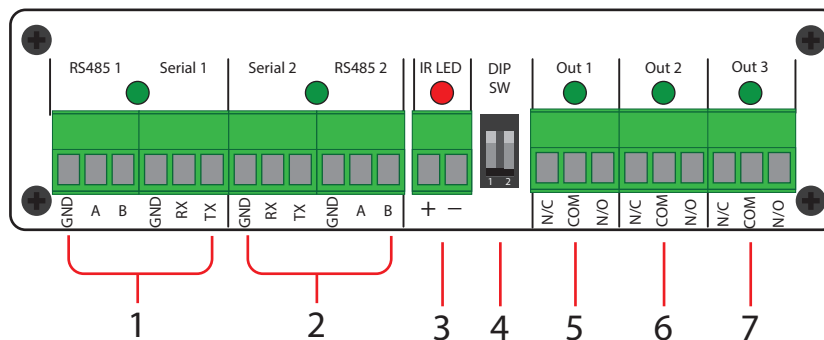 RS485 1 Serial 1 Serial 2 RS485 2 IR LED DIP SW Out 1 Out 2 Out 3
1 2
GND A B GND RX TX GND RX TX GND A B + − N/C COM N/O N/C COM N/O N/C COM N/O
1 2 3 4 5 6 7